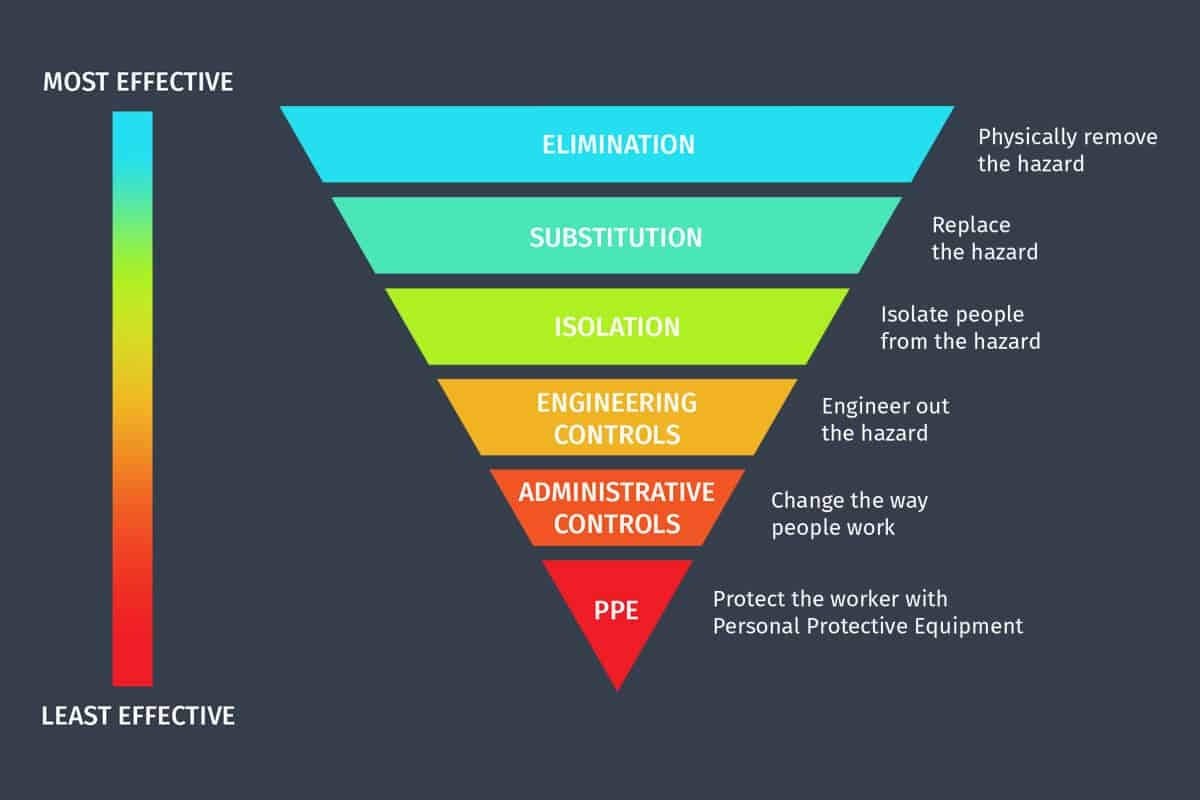 MOST EFFECTIVE
ELIMINATION
Physically remove
the hazard
SUBSTITUTION
Replace
the hazard
ISOLATION
Isolate people
from the hazard
ENGINEERING
CONTROLS
Engineer out
the hazard
ADMINISTRATIVE
CONTROLS
Change the way
people work
PPE
Protect the worker with
Personal Protective Equipment
LEAST EFFECTIVE